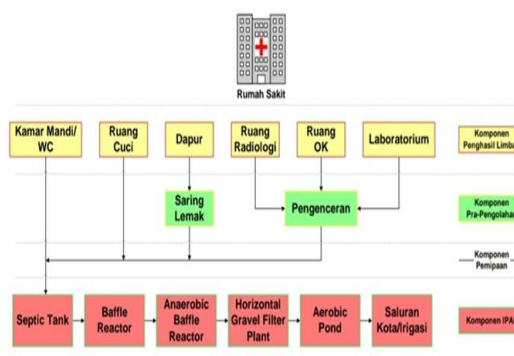 Rumah Sakit
Kamar Mandi/
WC
Ruang
Cuci
Dapur
Ruang
Radiologi
Ruang
OK
Laboratorium
Komponen
Penghasil Limba
Saring
Lemak
Pengenceran
Komponen
Pra-Pengolahan
Komponen
Pemipaan
Septic Tank
Baffle
Reactor
Anaerobic
Baffle
Reactor
Horizontal
Gravel Filter
Plant
Aerobic
Pond
Saluran
Kota/Irigasi
Komponen IPA